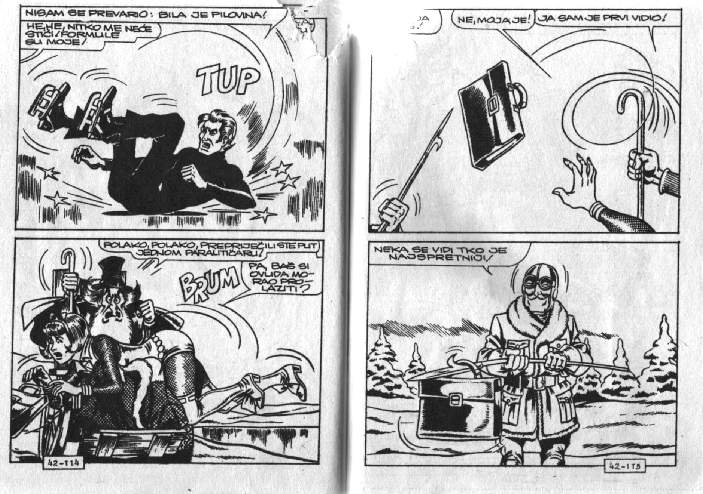 NISAM SE PREVARIO: BILA JE PILOVINA!
HE, HE, NITKO ME NEĆE
STIĆI! FORMULE
SU MOJE!
TUP
POLAKO, POLAKO, PREPRIJEČILI STE PUT
JEDNOM PARALITIČARU!
BRUM
PA, BAŠ SI
OVUDA MO-
RAO PRO-
LAZITI?
42-114
NE, MOJA JE!
JA SAM JE PRVI VIDIO!
NEKA SE VIDI TKO JE
NAJSPRETNIJI!
42-115